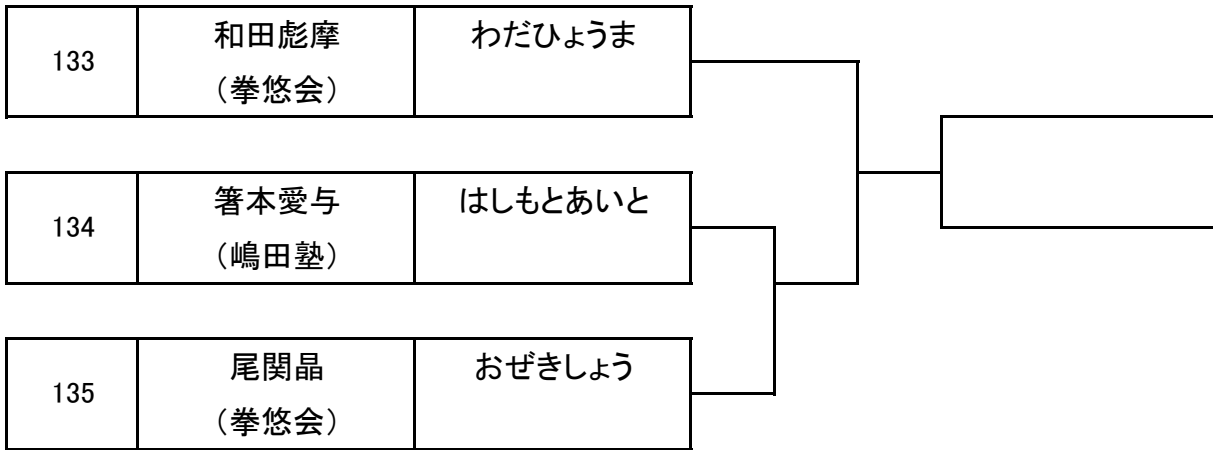 133
和田彪摩
（拳悠会）
わだひょうま
134
箸本愛与
（嶋田塾）
はしもとあいと
135
尾関晶
（拳悠会）
おぜきしょう